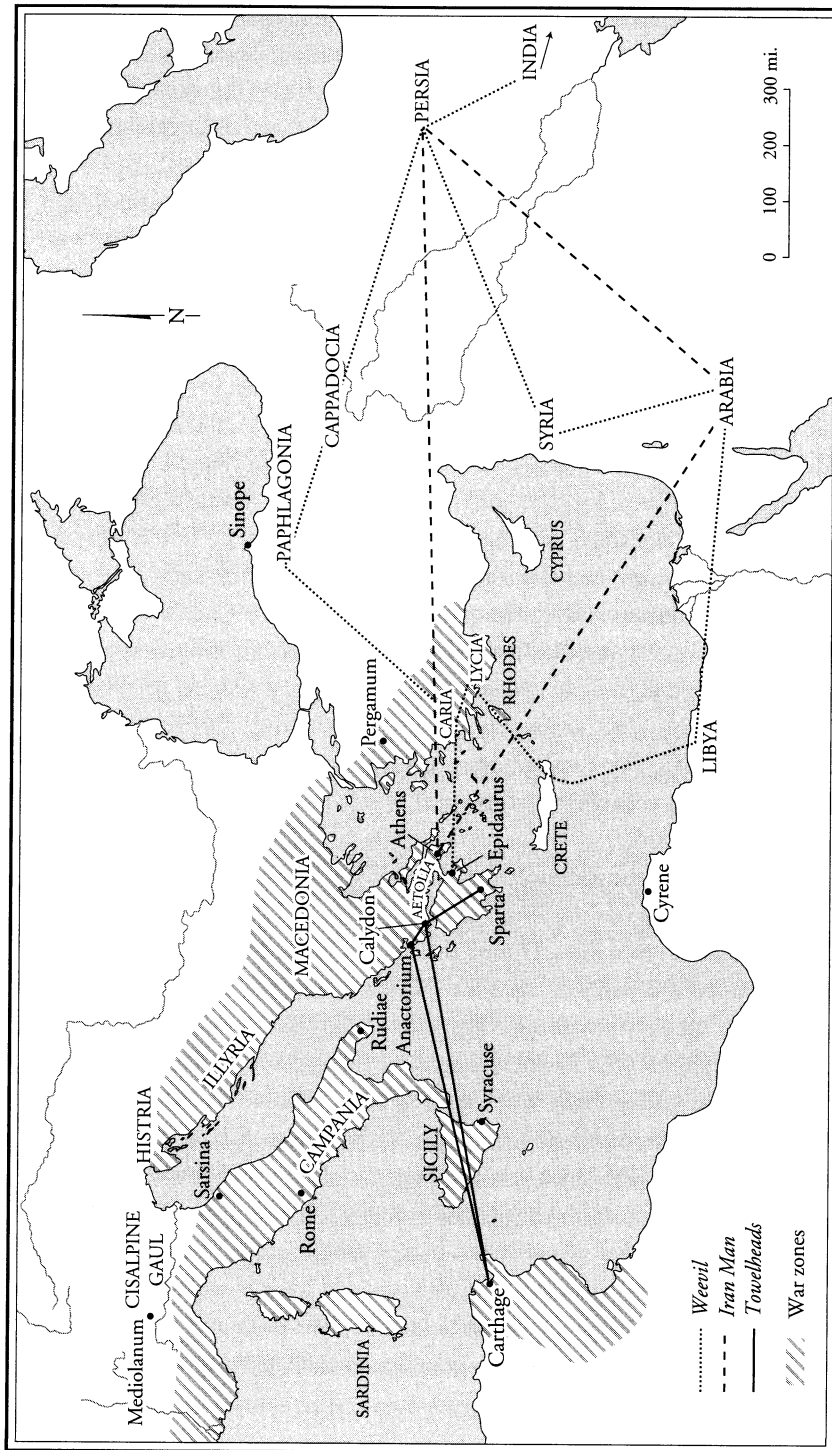 Mediolanum
CISALPINE
GAUL
HISTRIA
Sarsina
ILLYRIA
Rome
CAMPANIA
SARDINIA
SICILY
Syracuse
Carthage
Rudiae
Anactorium
Calydon
MACEDONIA
AETOLIA
Athens
Epidaurus
Sparta
Pergamum
CARIA
LYCIA
RHODES
CRETE
Cyrene
LIBYA
Sinope
PAPHLAGONIA
CAPPADOCIA
CYPRUS
SYRIA
ARABIA
PERSIA
INDIA
N
0 100 200 300 mi.
Weevil
Iran Man
Towelheads
War zones